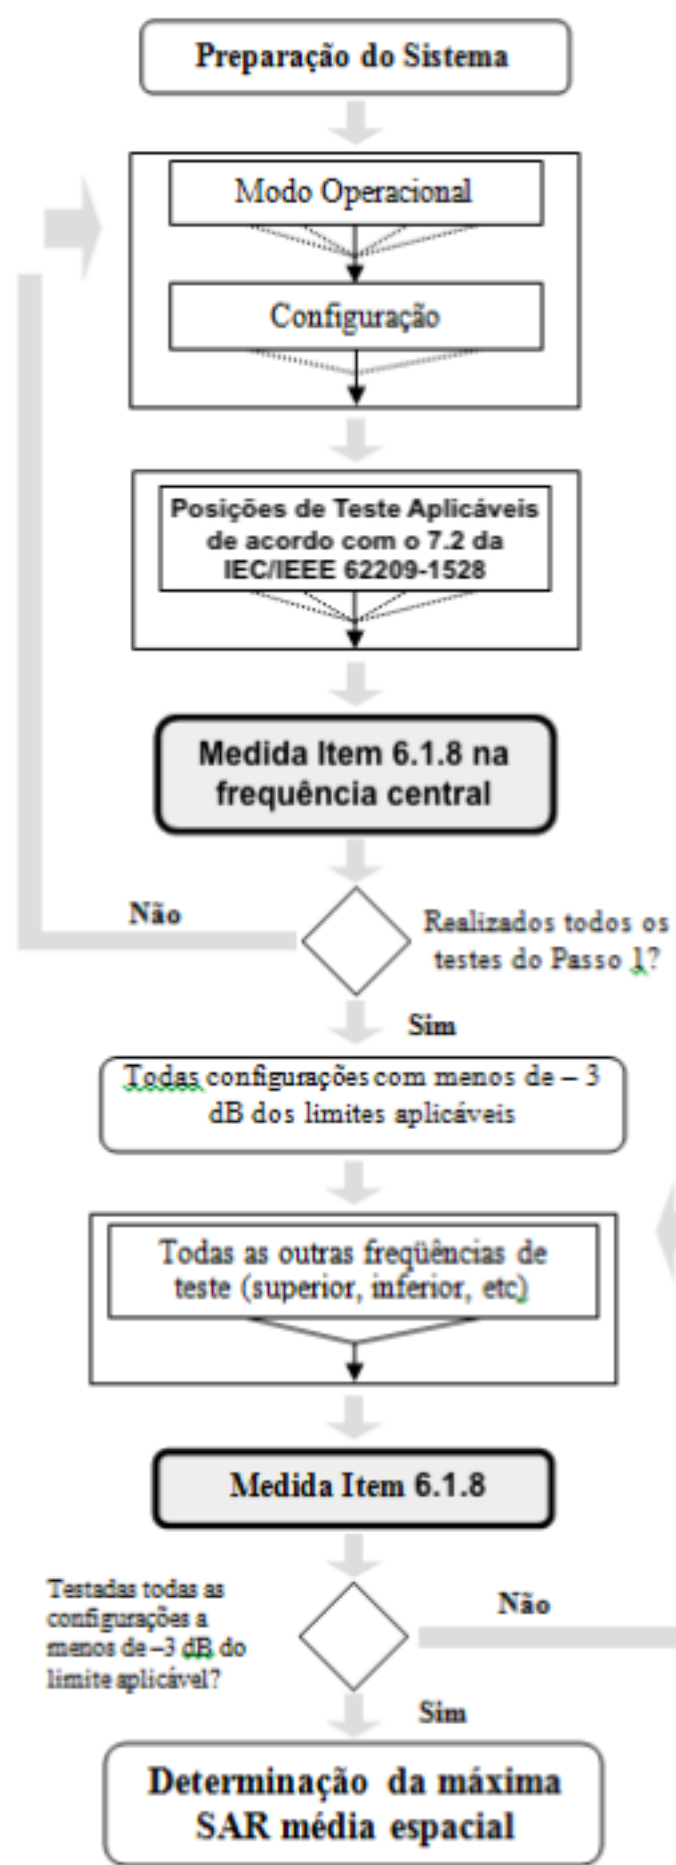 Preparação do Sistema
Modo Operacional
Configuração
Posições de Teste Aplicáveis
de acordo com o 7.2 da
IEC/IEEE 62209-1528
Medida Item 6.1.8 na
frequência central
Não
Realizados todos os
testes do Passo 1?
Sim
Todas configurações com menos de – 3
dB dos limites aplicáveis
Todas as outras freqüências de
teste (superior, inferior, etc)
Medida Item 6.1.8
Testadas todas as
configurações a
menos de –3 dB do
limite aplicável?
Não
Sim
Determinação da máxima
SAR média espacial